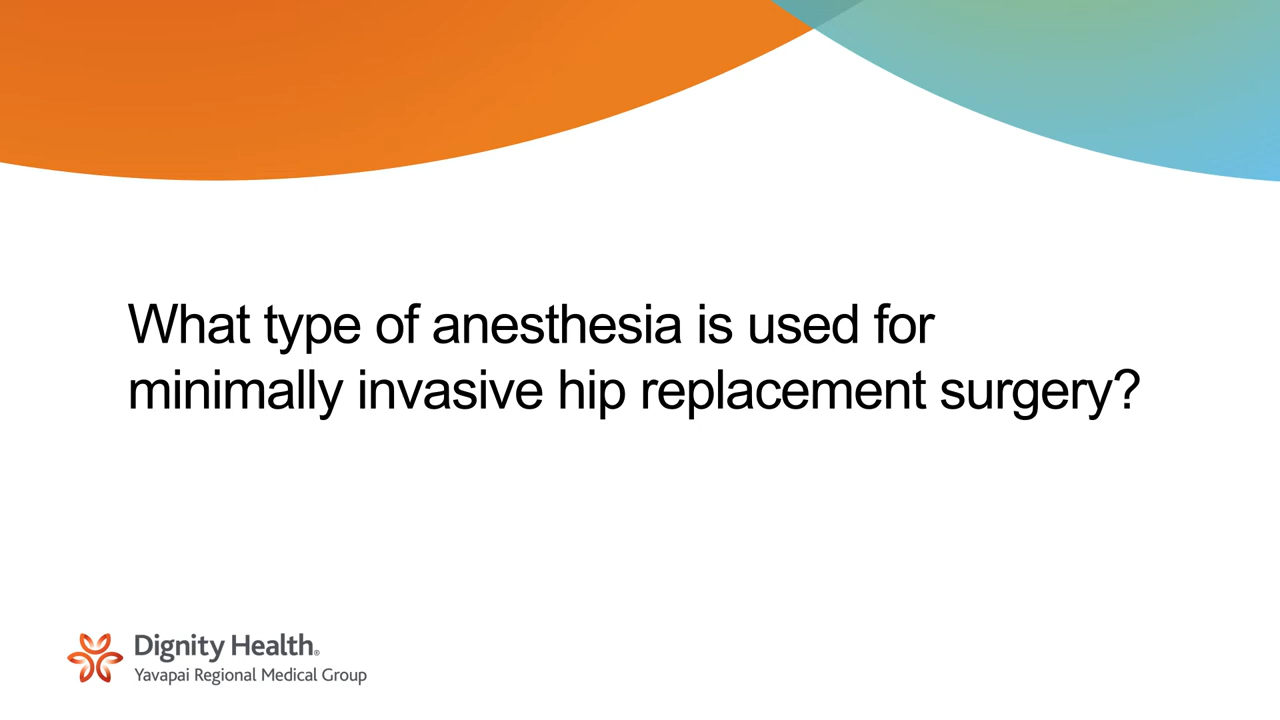 What type of anesthesia is used for
minimally invasive hip replacement surgery?
Dignity Health®
Yavapai Regional Medical Group